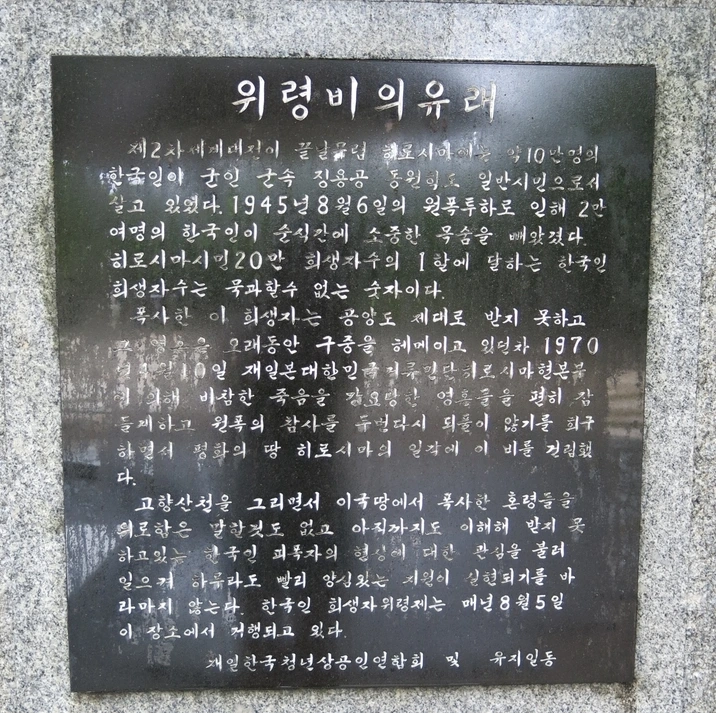 위령비의유래
제2차세계대전이 끝날무렵 히로시마에는 약10만명의
한국인이 군인 군속 징용공 동원학도 일반시민으로서
살고 있었다. 1945년8월6일의 원폭투하로 인해 2만
여명의 한국인이 순식간에 소중한 목숨을 빼앗겼다.
히로시마시민20만 희생자수의 1할에 달하는 한국인
희생자수는 묵과할수 없는 숫자이다.
폭사한 이 희생자는 공양도 제대로 받지 못하고
오래동안 구중을 헤메이고 있던차 1970
년 월10일 재일본대한민국거류민단히로시마현본부
에 의해 비참한 죽음을 강요당한 영혼들을 편히 잠
들게하고 원폭의 참사를 두번다시 되풀이 않기를 희구
하면서 평화의 땅 히로시마의 일각에 이 비를 건립했
다.
고향산천을 그리면서 이국땅에서 폭사한 혼령들을
위로함은 말할것도 없고 아직까지도 이해해 받지 못
하고있는 한국인 피폭자의 현상에 대한 관심을 불러
일으켜 하루라도 빨리 양심있는 지원이 실현되기를 바
라마지 않는다. 한국인 희생자위령제는 매년8월5일
이 장소에서 거행되고 있다.
재일한국청년상공인연합회 및 유지일동